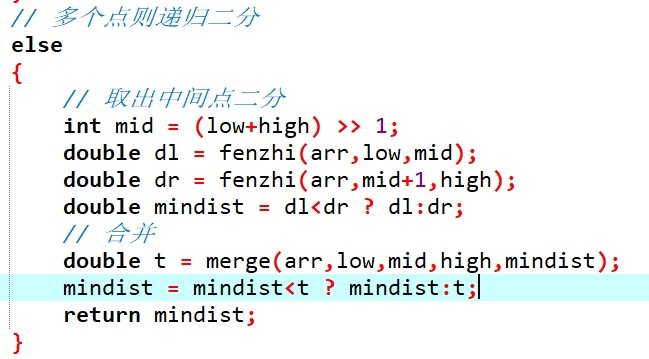 // 多个点则递归二分
else
{
// 取出中间点二分
int mid = (low+high) >> 1;
double dl = fenzhi(arr,low,mid);
double dr = fenzhi(arr,mid+1,high);
double mindist = dl<dr ? dl:dr;
// 合并
double t = merge(arr,low,mid,high,mindist);
mindist = mindist<t ? mindist:t;
return mindist;
}